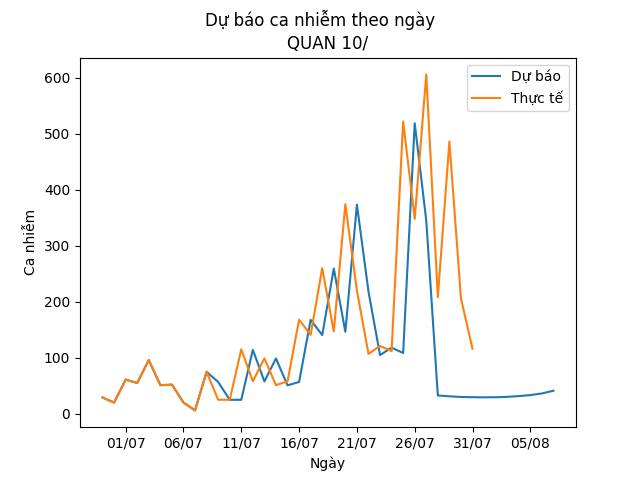 Dự báo ca nhiễm theo ngày
QUAN 10/
Dự báo
Thực tế
Ca nhiễm
600
500
400
300
200
100
0
01/07 06/07 11/07 16/07 21/07 26/07 31/07 05/08
Ngày